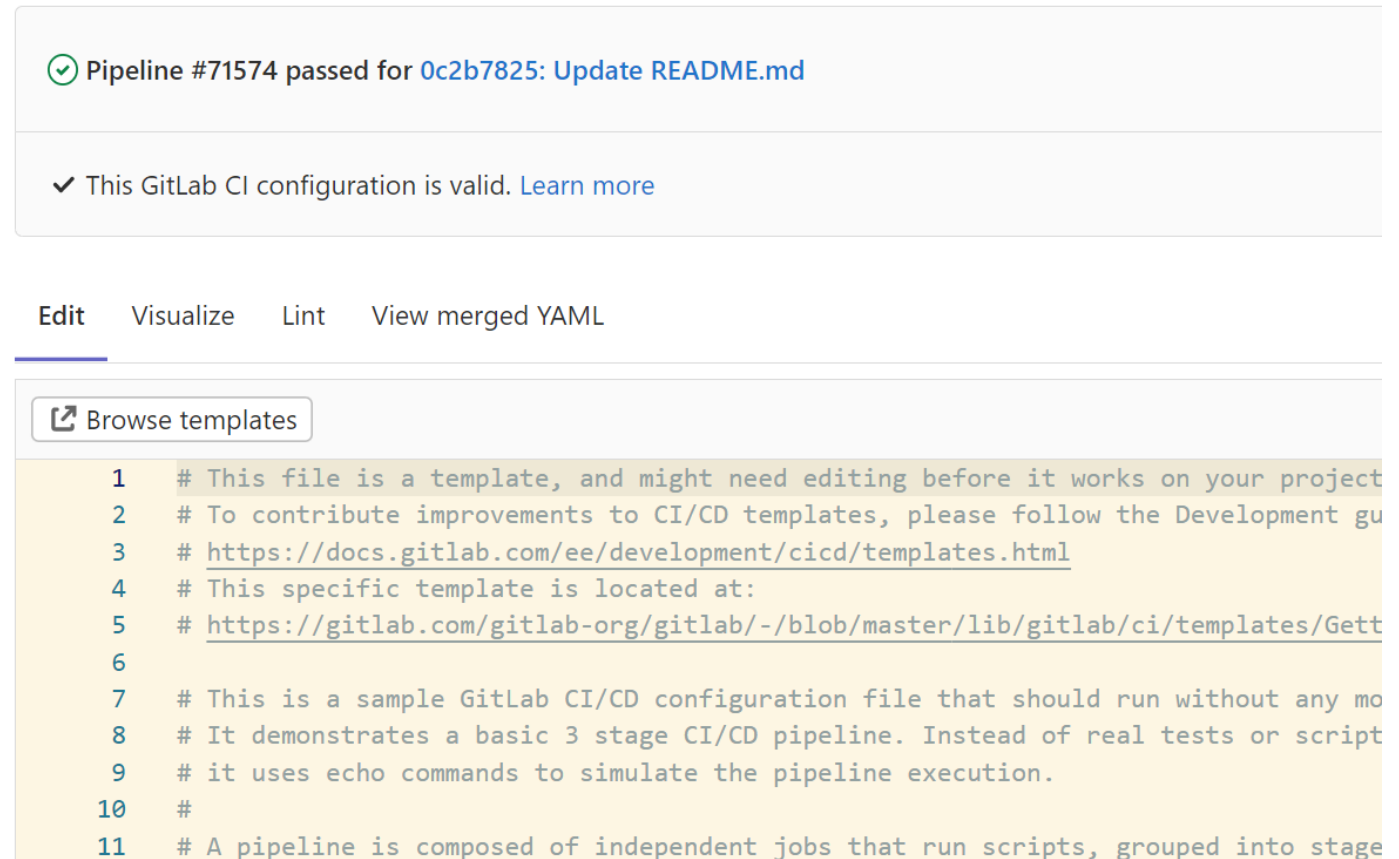 Pipeline #71574 passed for 0c2b7825: Update README.md
This GitLab CI configuration is valid. Learn more
Edit Visualize Lint View merged YAML
Browse templates
1 # This file is a template, and might need editing before it works on your project
2 # To contribute improvements to CI/CD templates, please follow the Development gu
3 # https://docs.gitlab.com/ee/development/cicd/templates.html
4 # This specific template is located at:
5 # https://gitlab.com/gitlab-org/gitlab/-/blob/master/lib/gitlab/ci/templates/Gett
6
7 # This is a sample GitLab CI/CD configuration file that should run without any mo
8 # It demonstrates a basic 3 stage CI/CD pipeline. Instead of real tests or script
9 # it uses echo commands to simulate the pipeline execution.
10 #
11 # A pipeline is composed of independent jobs that run scripts, grouped into stage